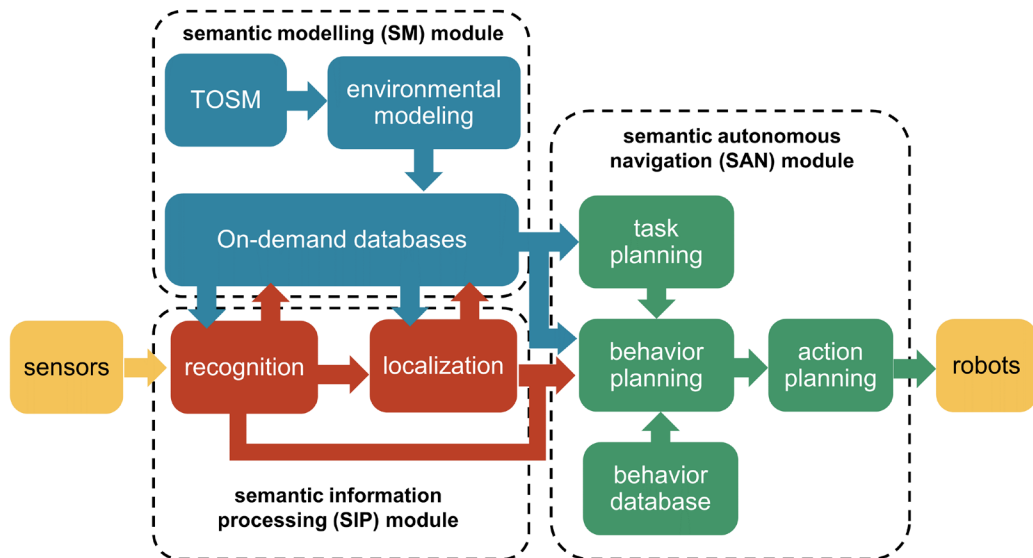 semantic modelling (SM) module
TOSM
environmental
modeling
On-demand databases
semantic autonomous
navigation (SAN) module
task
planning
sensors
recognition
localization
behavior
planning
action
planning
robots
behavior
database
semantic information
processing (SIP) module